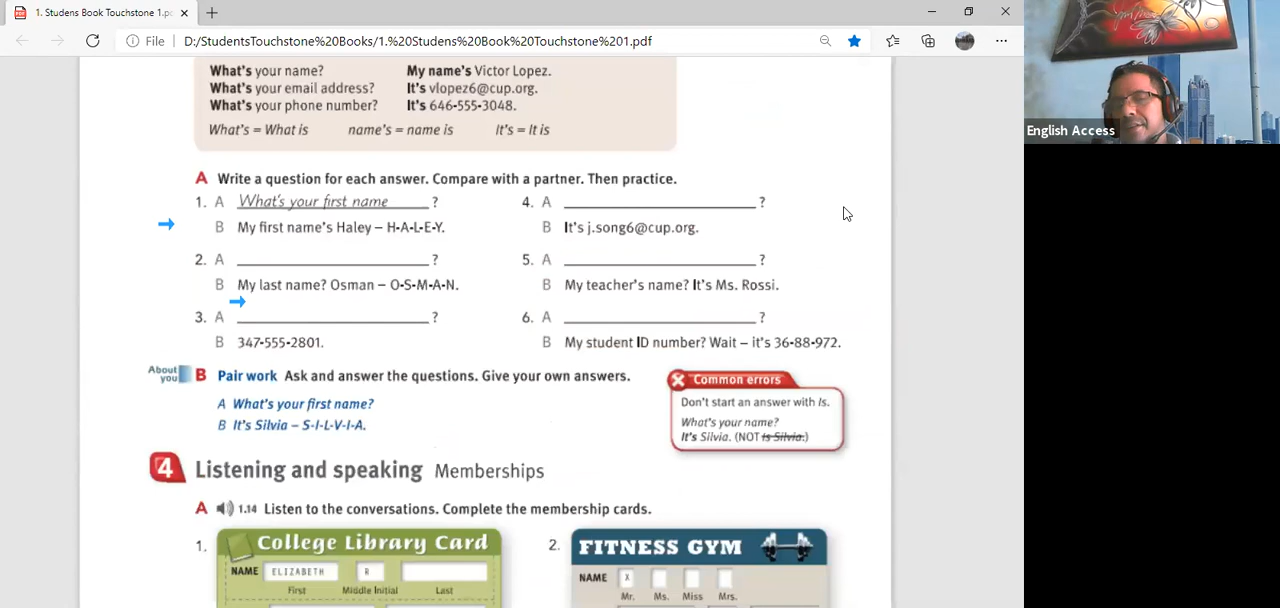 1. Studens Book Touchstone 1.pd
File D:/StudentsTouchstone%20Books/1.%20Studens%20Book%20Touchstone%201.pdf
What's your name? My name's Victor Lopez.
What's your email address? It's vlopez6@cup.org.
What's your phone number? It's 646-555-3048.
What's = What is name's = name is It's = It is
A Write a question for each answer. Compare with a partner. Then practice.
1. A What's your first name ?
B My first name's Haley – H-A-L-E-Y.
2. A ?
B My last name? Osman – O-S-M-A-N.
3. A ?
B 347-555-2801.
4. A ?
B It's j.song6@cup.org.
5. A ?
B My teacher's name? It's Ms. Rossi.
6. A ?
B My student ID number? Wait – it's 36-88-972.
About you B Pair work Ask and answer the questions. Give your own answers.
A What's your first name?
B It's Silvia – S-I-L-V-I-A.
Common errors
Don't start an answer with Is.
What's your name?
It's Silvia. (NOT Is Silvia.)
4 Listening and speaking Memberships
A 1.14 Listen to the conversations. Complete the membership cards.
1. College Library Card
NAME ELIZABETH R
First Middle Initial Last
2. FITNESS GYM
NAME X
Mr. Ms. Miss Mrs.
English Access